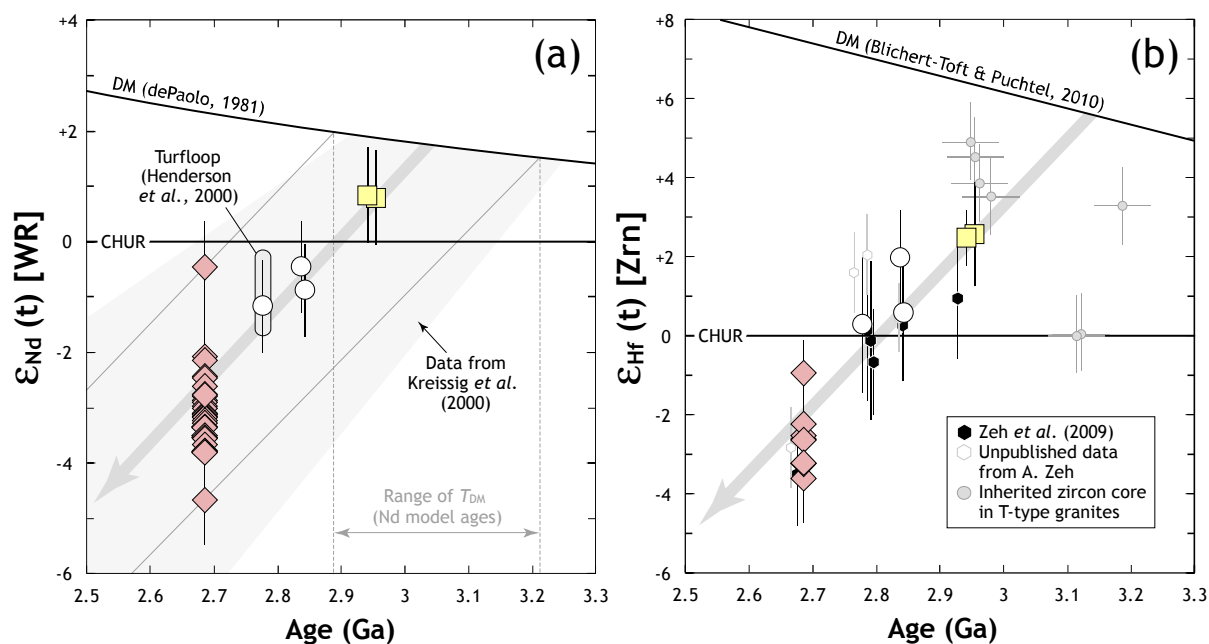 +4
+2
0
-2
-4
-6
εNd (t) [WR]
(a)
DM (dePaolo, 1981)
Turfloop
(Henderson
et al., 2000)
CHUR
Data from
Kreissig et al.
(2000)
Range of TDM
(Nd model ages)
2.5 2.6 2.7 2.8 2.9 3 3.1 3.2 3.3
Age (Ga)
+8
+6
+4
+2
0
-2
-4
-6
εHf (t) [Zrn]
(b)
DM (Blichert-Toft & Puchtel, 2010)
CHUR
Zeh et al. (2009)
Unpublished data
from A. Zeh
Inherited zircon core
in T-type granites
2.5 2.6 2.7 2.8 2.9 3 3.1 3.2 3.3
Age (Ga)